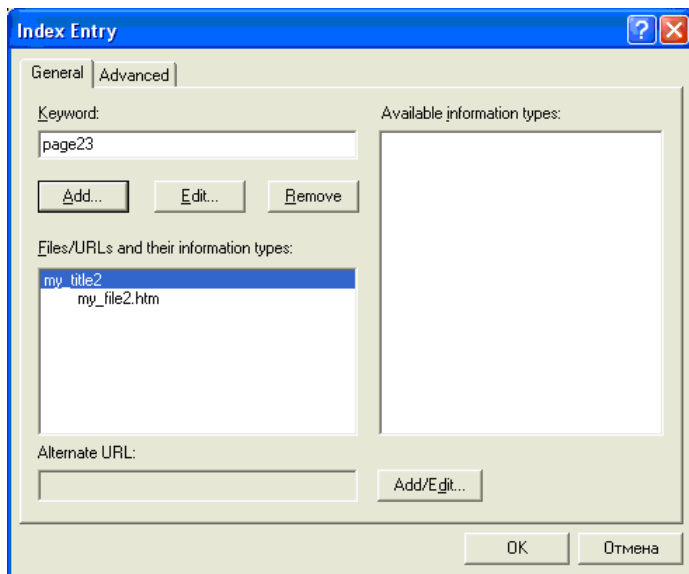 Index Entry
General
Advanced
Keyword:
page23
Add...
Edit...
Remove
Files/URLs and their information types:
my_title2
my_file2.htm
Alternate URL:
Available information types:
Add/Edit...
OK
Отмена